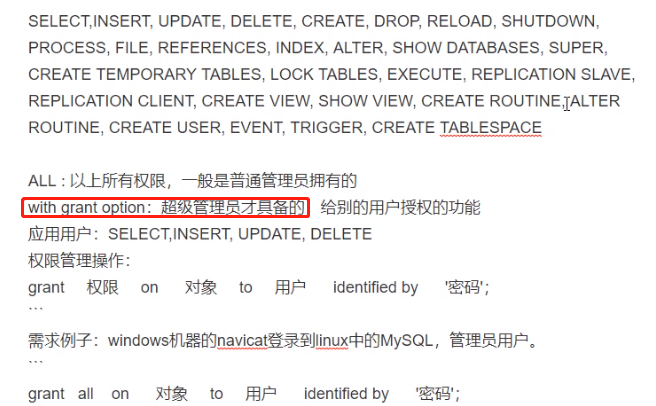 SELECT,INSERT, UPDATE, DELETE, CREATE, DROP, RELOAD, SHUTDOWN,
PROCESS, FILE, REFERENCES, INDEX, ALTER, SHOW DATABASES, SUPER,
CREATE TEMPORARY TABLES, LOCK TABLES, EXECUTE, REPLICATION SLAVE,
REPLICATION CLIENT, CREATE VIEW, SHOW VIEW, CREATE ROUTINE, ALTER
ROUTINE, CREATE USER, EVENT, TRIGGER, CREATE TABLESPACE
ALL : 以上所有权限，一般是普通管理员拥有的
with grant option：超级管理员才具备的 给别的用户授权的功能
应用用户：SELECT,INSERT, UPDATE, DELETE
权限管理操作：
grant 权限 on 对象 to 用户 identified by '密码'；
```
需求例子：windows机器的navicat登录到linux中的MySQL，管理员用户。
```
grant all on 对象 to 用户 identified by '密码'；